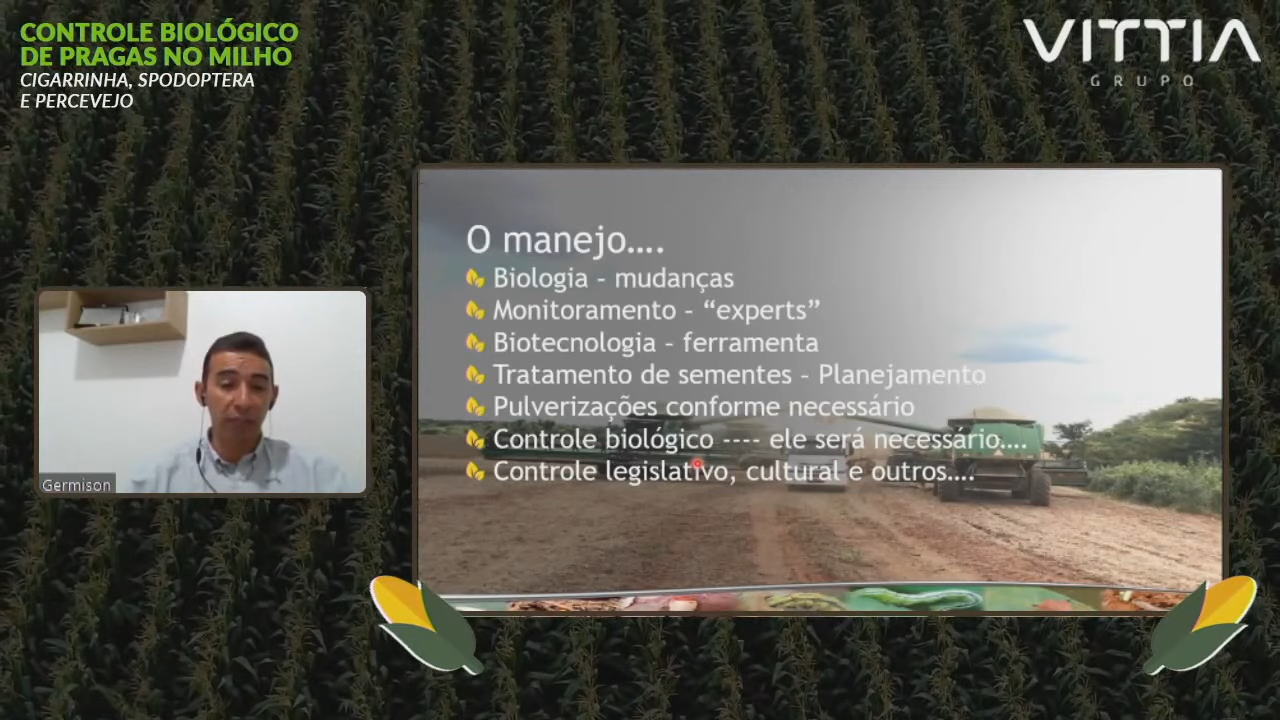 CONTROLE BIOLÓGICO
DE PRAGAS NO MILHO
CIGARRINHA, SPODOPTERA
E PERCEVEJO
VITTIA
GRUPO
O manejo....
Biologia – mudanças
Monitoramento – “experts”
Biotecnologia – ferramenta
Tratamento de sementes – Planejamento
Pulverizações conforme necessário
Controle biológico ---- ele será necessário....
Controle legislativo, cultural e outros....
Germison